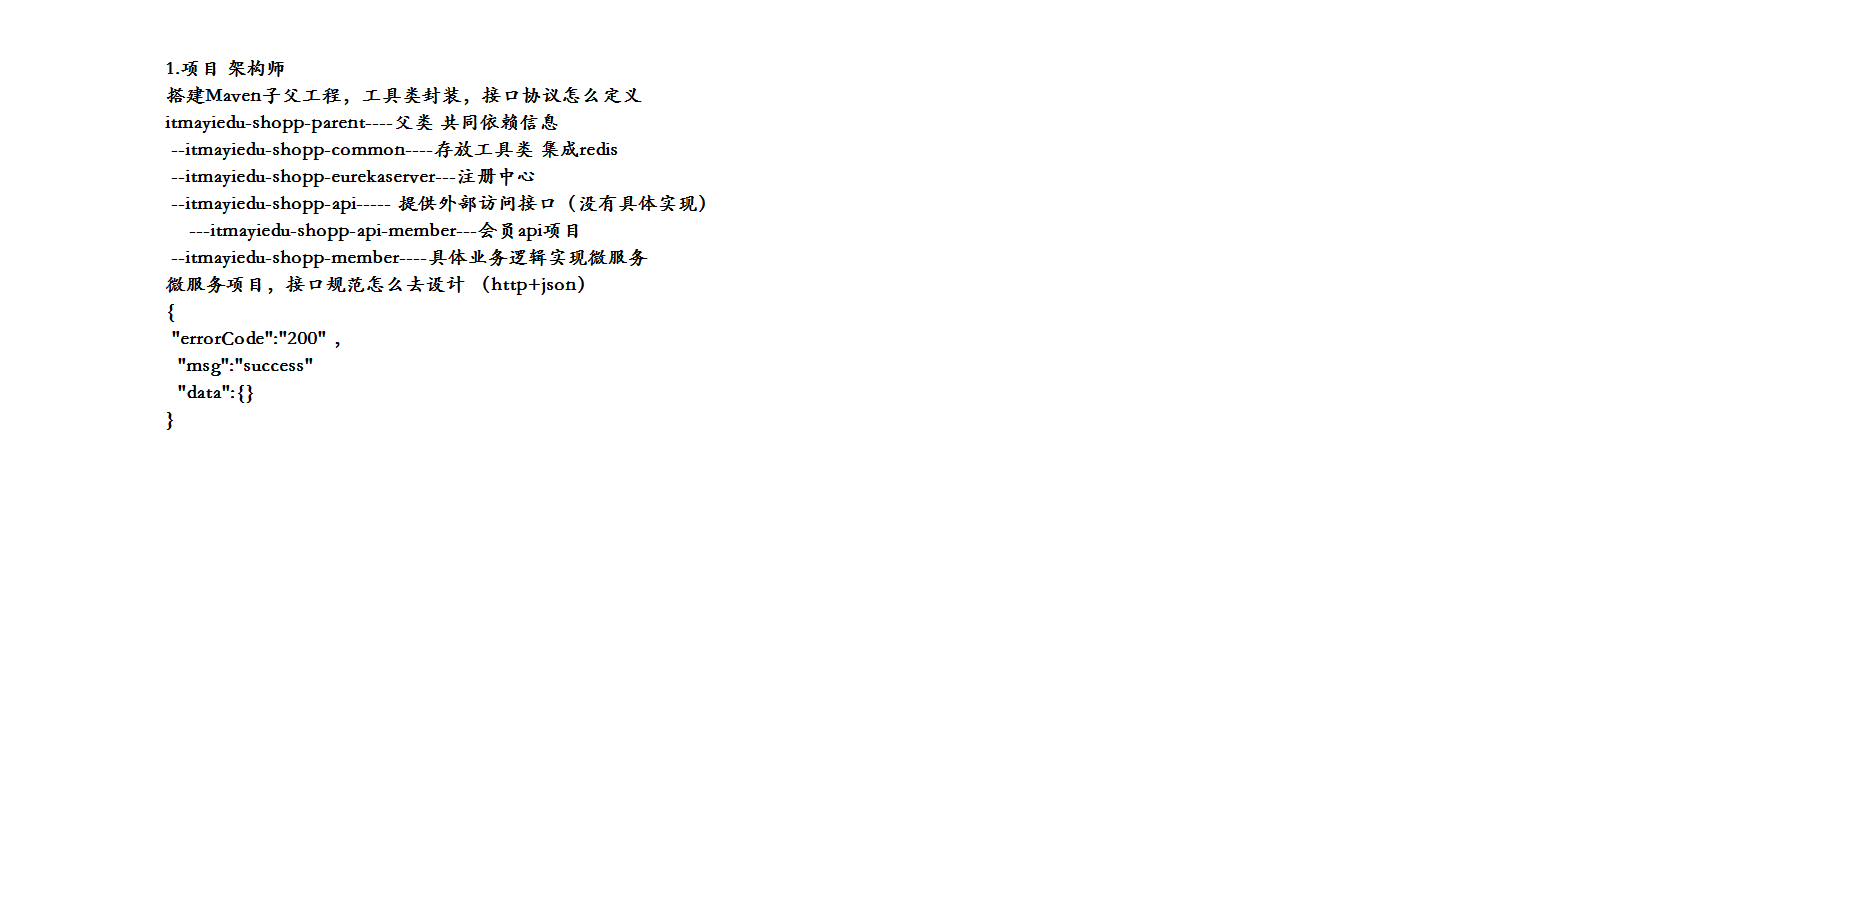 1.项目 架构师
搭建Maven子父工程，工具类封装，接口协议怎么定义
itmayiedu-shopp-parent----父类 共同依赖信息
--itmayiedu-shopp-common----存放工具类 集成redis
--itmayiedu-shopp-eurekaserver---注册中心
--itmayiedu-shopp-api----- 提供外部访问接口（没有具体实现）
---itmayiedu-shopp-api-member---会员api项目
--itmayiedu-shopp-member----具体业务逻辑实现微服务
微服务项目，接口规范怎么去设计 （http+json）
{
"errorCode":"200" ，
"msg":"success"
"data":{}
}